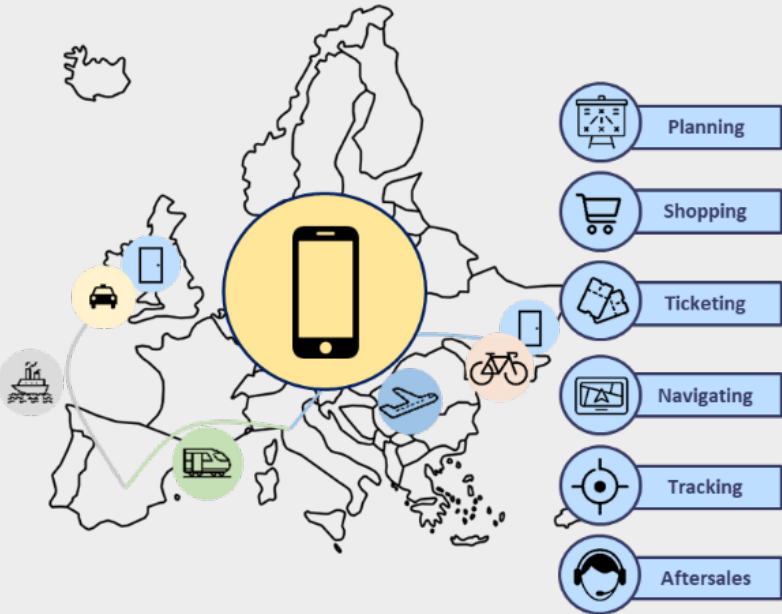 Planning
Shopping
Ticketing
Navigating
Tracking
Aftersales